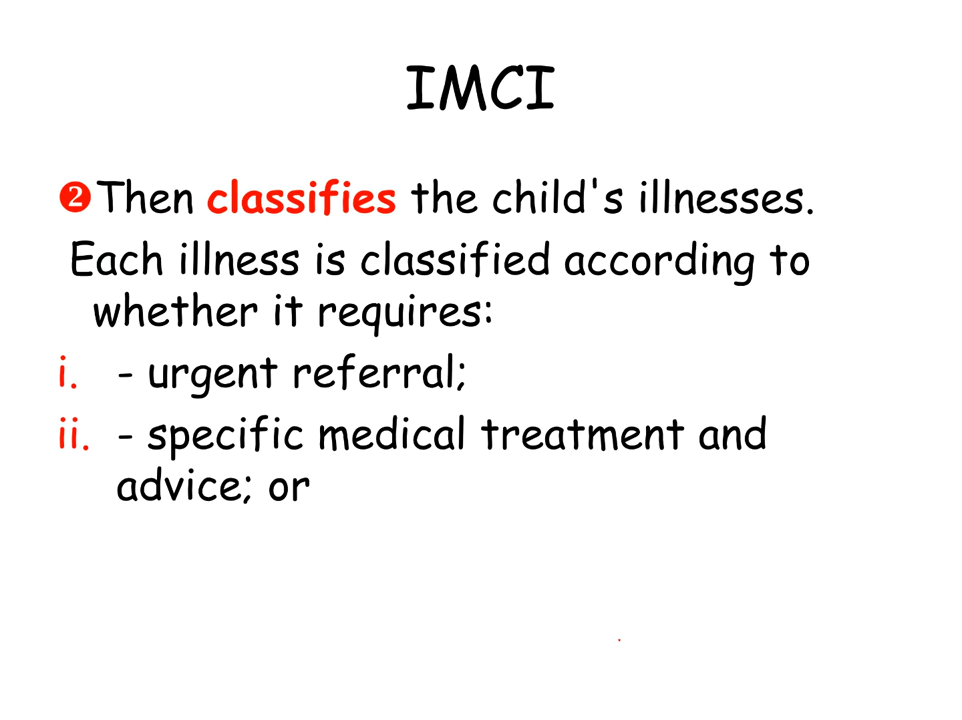 IMCI
❷Then classifies the child's illnesses.
Each illness is classified according to
whether it requires:
i. - urgent referral;
ii. - specific medical treatment and
advice; or